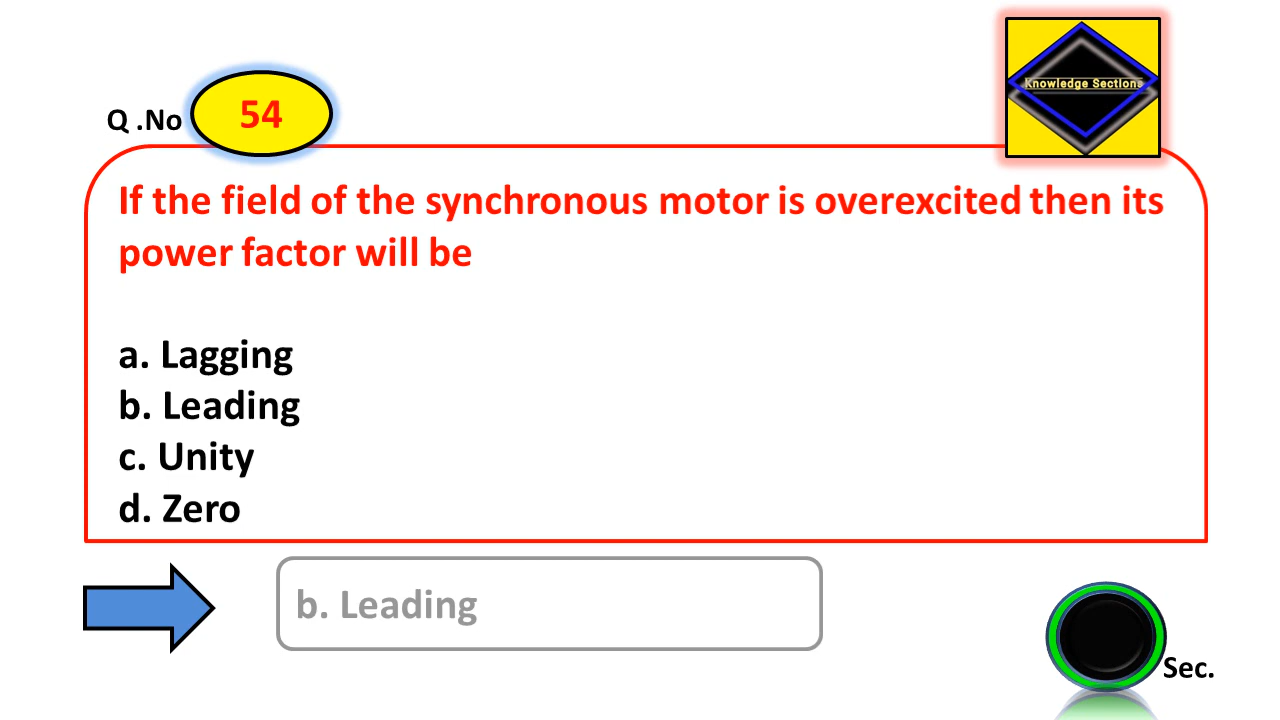 Knowledge Sections
Q .No 54
If the field of the synchronous motor is overexcited then its
power factor will be
a. Lagging
b. Leading
c. Unity
d. Zero
b. Leading
Sec.